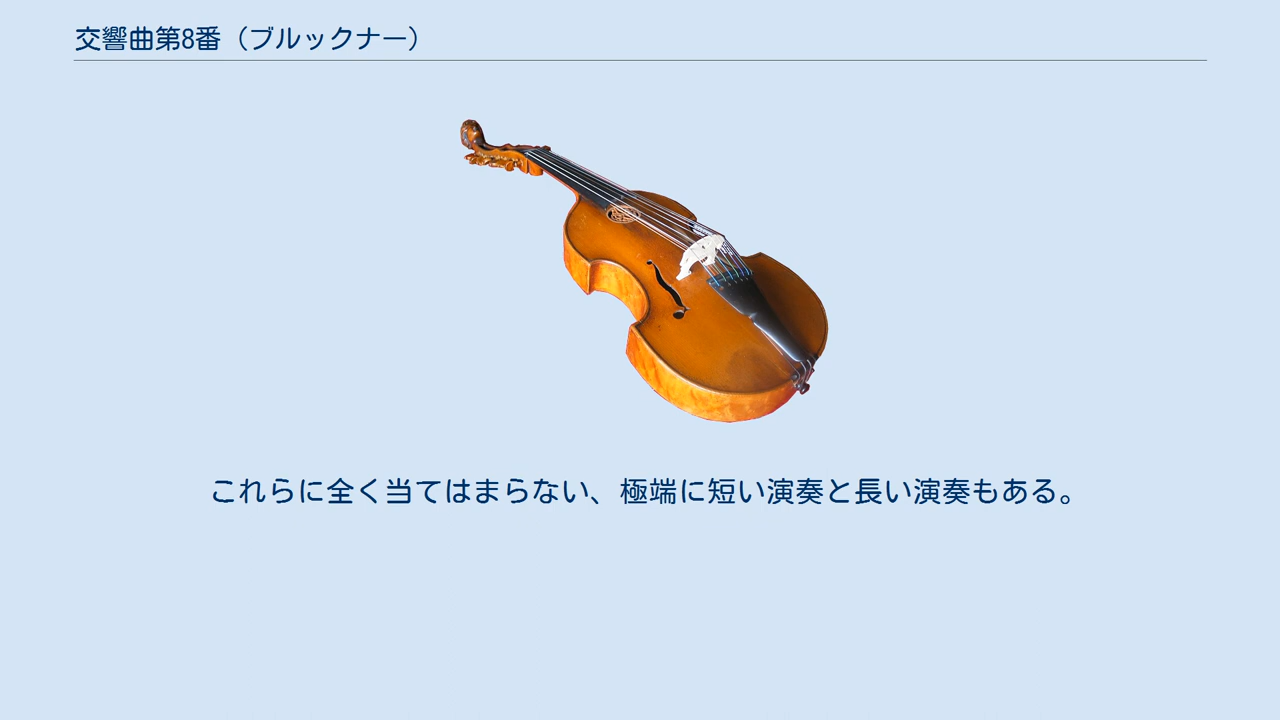 交響曲第8番（ブルックナー）
これらに全く当てはまらない、極端に短い演奏と長い演奏もある。